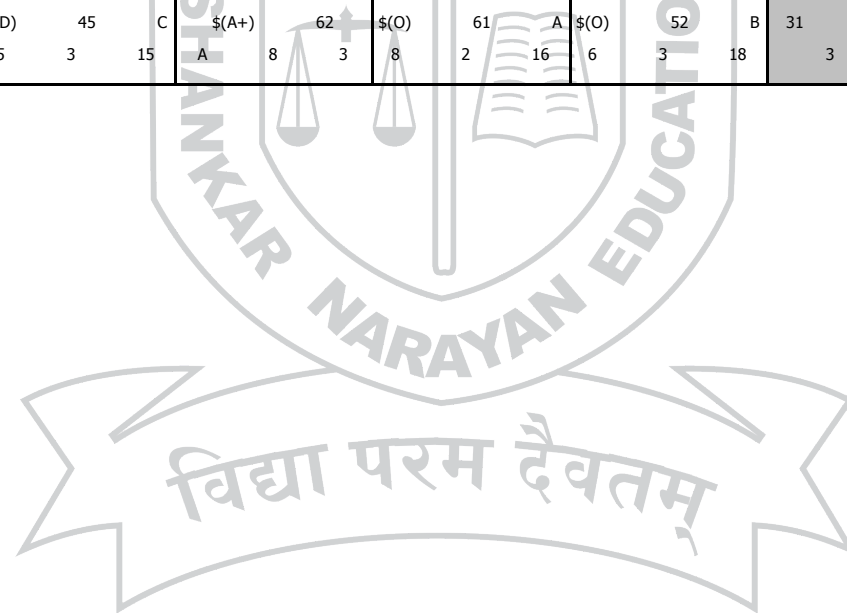 D) 45 C $(A+) 62 $(O) 61 A $(O) 52 B 31
5 3 15 A 8 3 8 2 16 6 3 18 3
SHANKAR NARAYAN EDUCATIO
विद्या परम दैवतम्